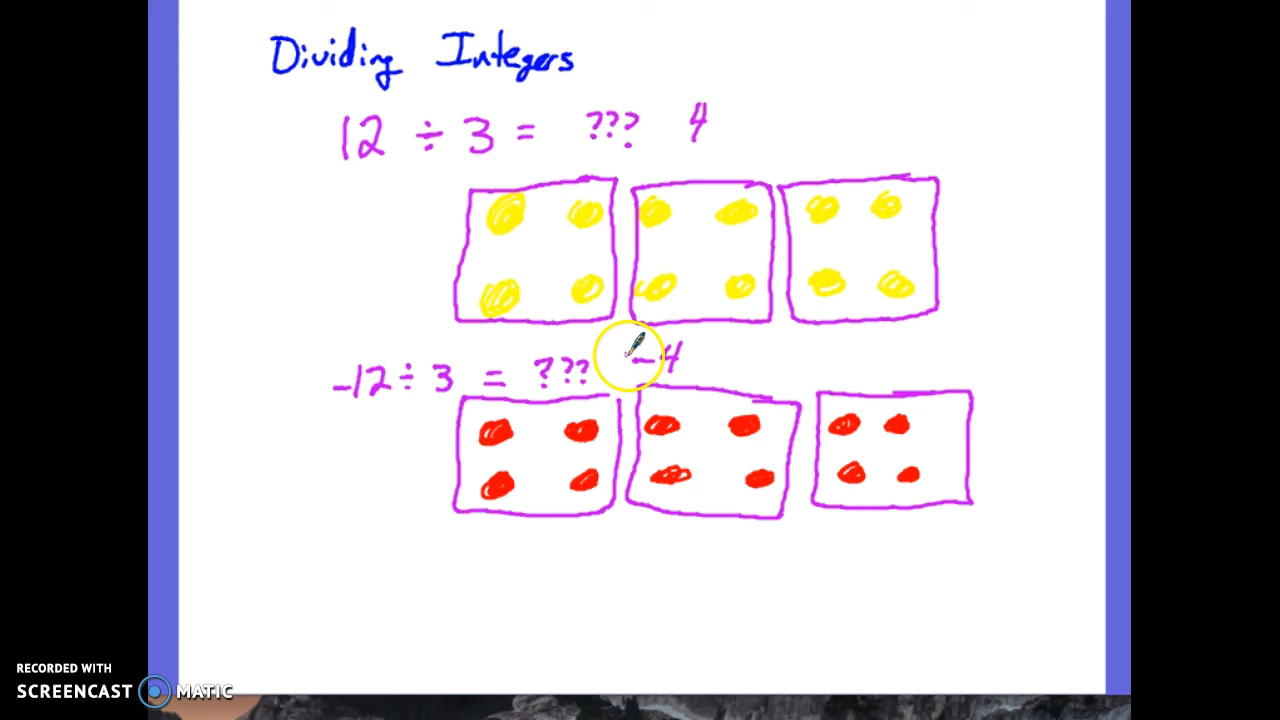 Dividing Integers
12 ÷ 3 = ??? 4
-12 ÷ 3 = ??? -4
RECORDED WITH
SCREENCAST MATIC